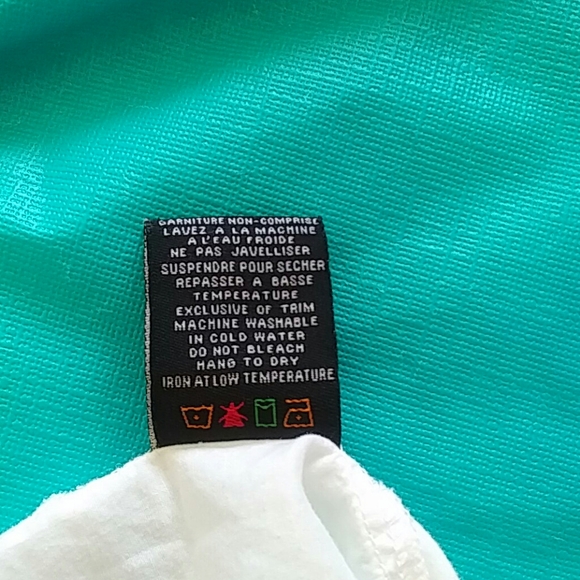 GARNITURE NON-COMPRISE
LAVEZ A LA MACHINE
A L'EAU FROIDE
NE PAS JAVELLISER
SUSPENDRE POUR SECHER
REPASSER A BASSE
TEMPERATURE
EXCLUSIVE OF TRIM
MACHINE WASHABLE
IN COLD WATER
DO NOT BLEACH
HANG TO DRY
IRON AT LOW TEMPERATURE